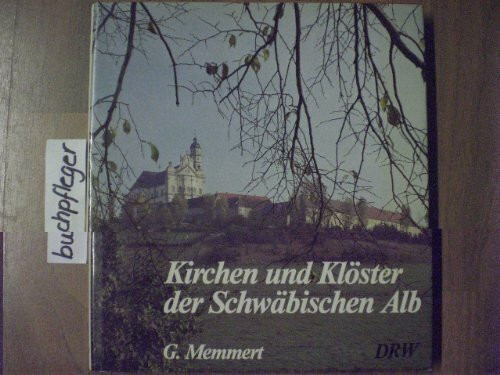 buchpfleger
Kirchen und Klöster
der Schwäbischen Alb
G. Memmert
DRW